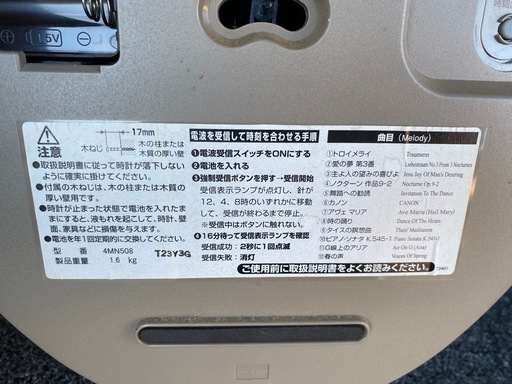 1.5V
注意
17mm
木ねじ
木の柱または
木質の厚い壁
●取扱説明書に従って時計が落下しない
ように確実に掛ける。
●付属の木ねじは、木の柱または木質の
厚い壁用です。
●時計が止まった状態で電池を入れたま
まにすると、液もれを起こして、時計、壁
面、家具などに損傷を与えます。
●電池を年1回定期的に交換した
型 番 4MN508 T23Y3G
製品重量 1.6 kg
電波を受信して時刻を合わせる手順
❶電波受信スイッチをONにする
❷電池を入れる
❸強制受信ボタンを押す→受信開始
受信表示ランプが点灯し、針が
12、4、8時のいずれかに移動
して、受信が終わるまで停止。
※受信中はボタンに触れない。
❹16分待って受信表示ランプを確認
受信成功:2秒に1回点滅
受信失敗:消灯
ご使用前に取扱説明書をよくお読みください。
曲目 (Melody)
①トロイメライ Traumerei
②愛の夢 第3番 Liebestraum No.3 From 3 Nocturnes
③主よ人の望みの喜びよ Jesu Joy Of Man's Desiring
④ノクターン 作品9-2 Nocturne Op.9-2
⑤舞踏への勧誘 Invitation To The Dance
⑥カノン CANON
⑦アヴェ マリア Ave Maria (Hail Mary)
⑧時の踊り Dance Of The Hours
⑨タイスの瞑想曲 Thais' Meditation
⑩ピアノソナタ K.545-1 Piano Sonata K.545-1
⑪G線上のアリア Air On G (Aria)
⑫春の声 Voices Of Spring